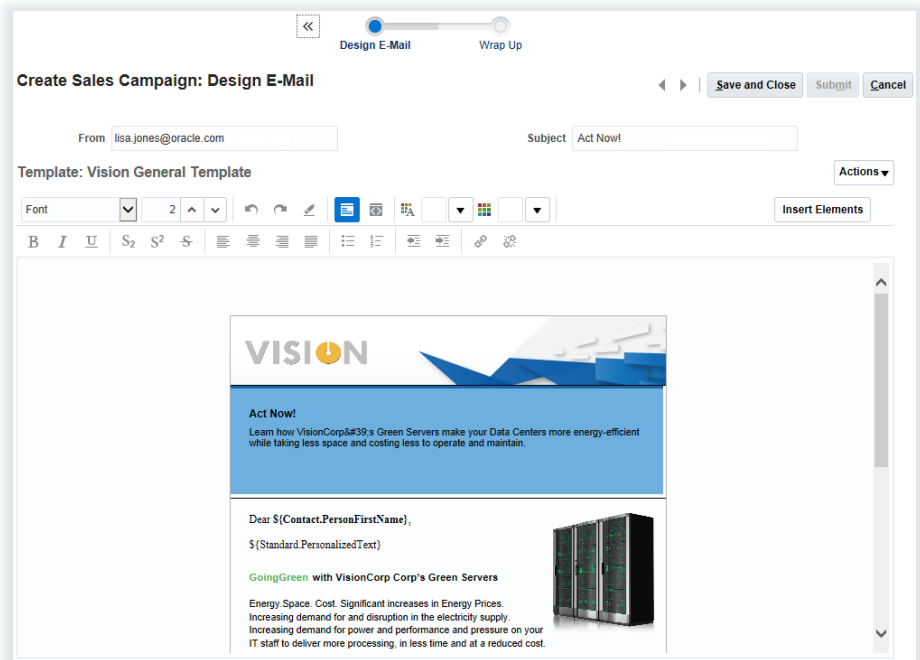 Design E-Mail
Wrap Up
Create Sales Campaign: Design E-Mail
Save and Close
Submit
Cancel
From
lisa.jones@oracle.com
Subject
Act Now!
Template: Vision General Template
Actions
Font
2
Insert Elements
B I U S2 S2 S
VISION
Act Now!
Learn how VisionCorp&#39;s Green Servers make your Data Centers more energy-efficient
while taking less space and costing less to operate and maintain.
Dear ${Contact.PersonFirstName},
${Standard.PersonalizedText}
GoingGreen with VisionCorp Corp's Green Servers
Energy.Space. Cost. Significant increases in Energy Prices.
Increasing demand for and disruption in the electricity supply.
Increasing demand for power and performance and pressure on your
IT staff to deliver more processing, in less time and at a reduced cost.